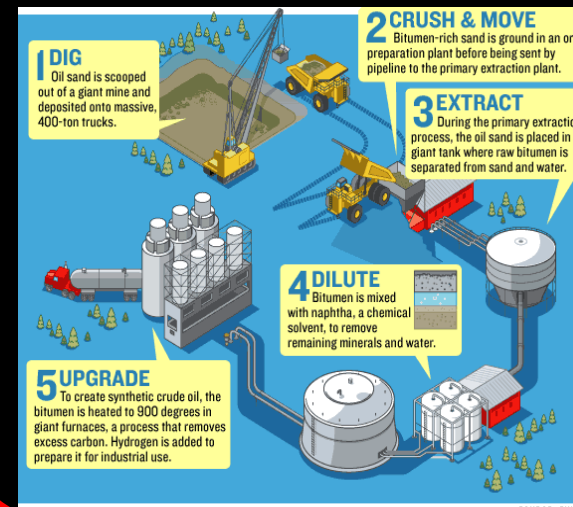 1 DIG
Oil sand is scooped
out of a giant mine and
deposited onto massive,
400-ton trucks.
2 CRUSH & MOVE
Bitumen-rich sand is ground in an or
preparation plant before being sent by
pipeline to the primary extraction plant.
3 EXTRACT
During the primary extractio
process, the oil sand is placed in
giant tank where raw bitumen is
separated from sand and water.
4 DILUTE
Bitumen is mixed
with naphtha, a chemical
solvent, to remove
remaining minerals and water.
5 UPGRADE
To create synthetic crude oil, the
bitumen is heated to 900 degrees in
giant furnaces, a process that removes
excess carbon. Hydrogen is added to
prepare it for industrial use.